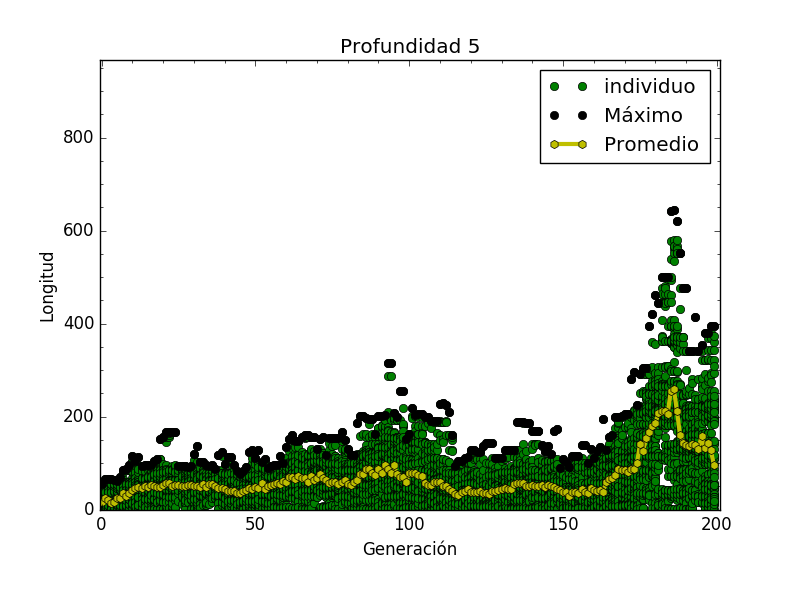 Profundidad 5
individuo
Máximo
Promedio
800
600
400
200
0
Longitud
0 50 100 150 200
Generación